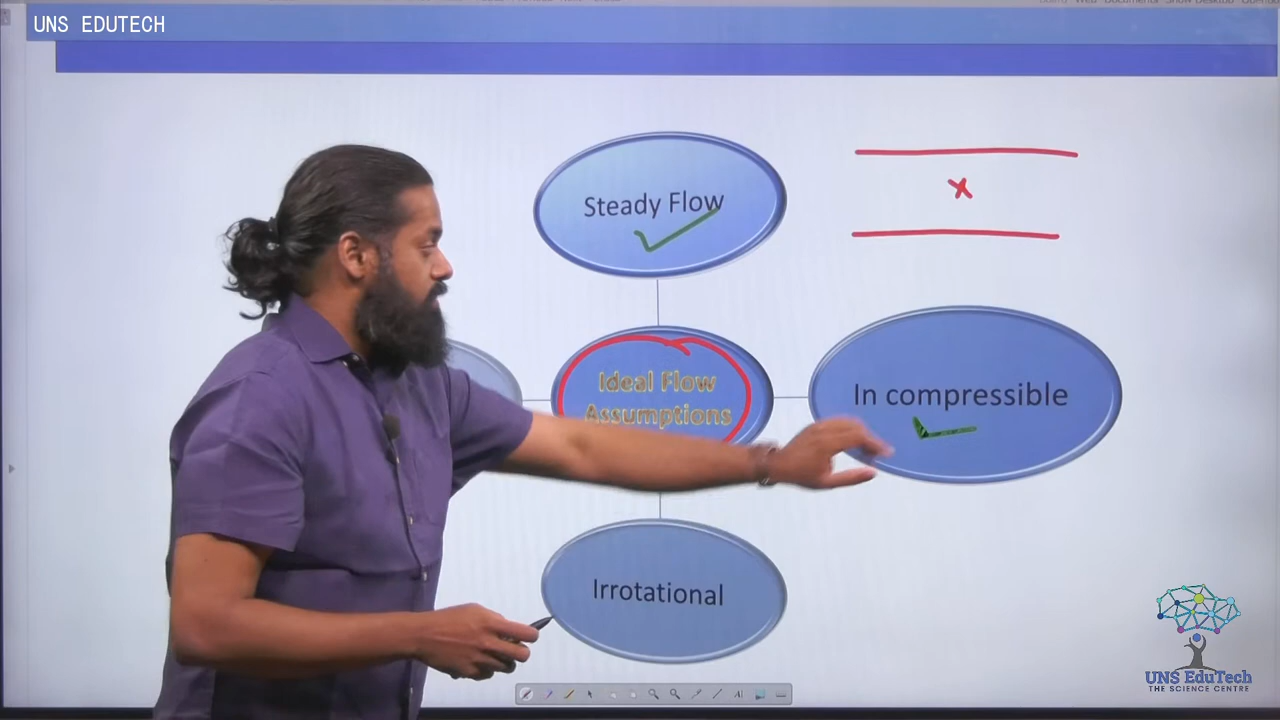 UNS EDUTECH
Steady Flow
Ideal Flow
Assumptions
In compressible
Irrotational
UNS EduTech
THE SCIENCE CENTRE